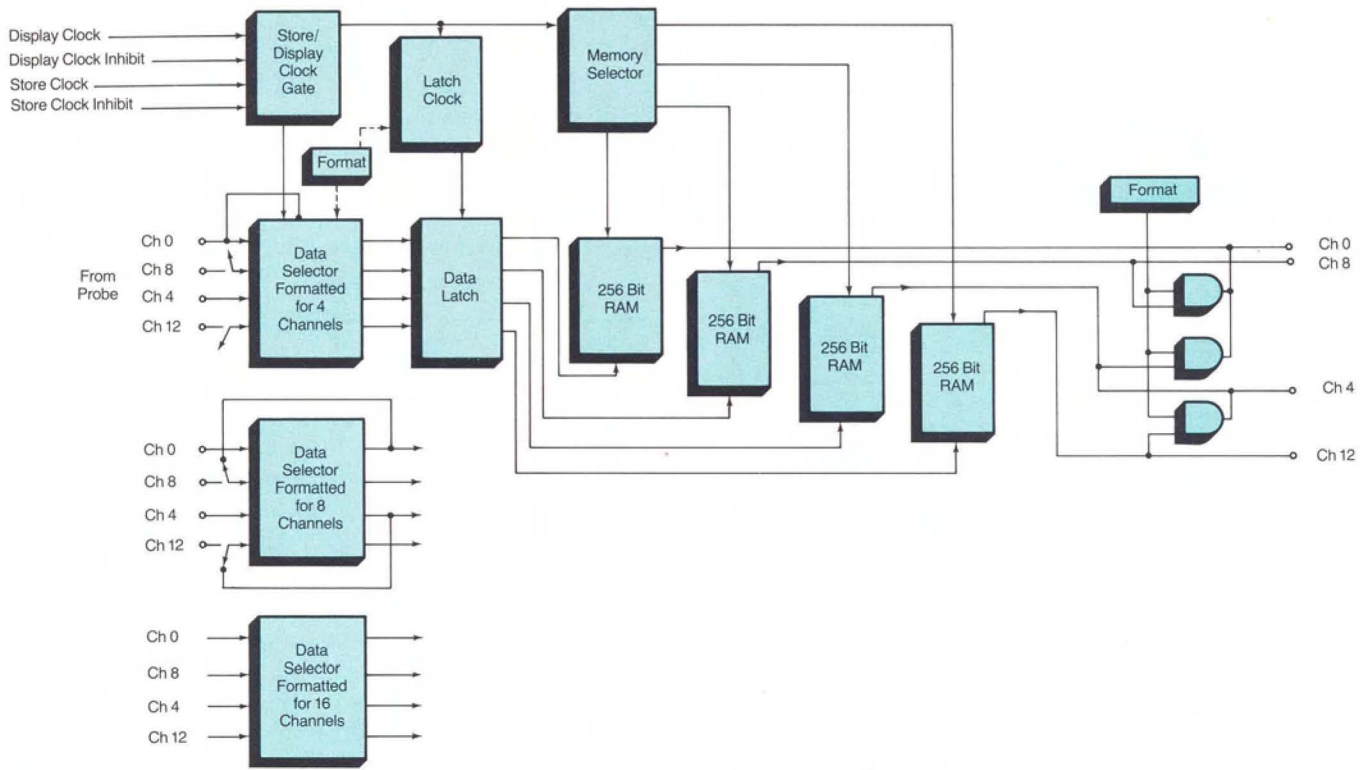 Display Clock
Display Clock Inhibit
Store Clock
Store Clock Inhibit
Store/
Display
Clock
Gate
Latch
Clock
Memory
Selector
Format
Format
From
Probe
Ch 0
Ch 8
Ch 4
Ch 12
Data
Selector
Formatted
for 4
Channels
Data
Latch
256 Bit
RAM
256 Bit
RAM
256 Bit
RAM
256 Bit
RAM
Ch 0
Ch 8
Ch 4
Ch 12
Ch 0
Ch 8
Ch 4
Ch 12
Data
Selector
Formatted
for 8
Channels
Ch 0
Ch 8
Ch 4
Ch 12
Data
Selector
Formatted
for 16
Channels